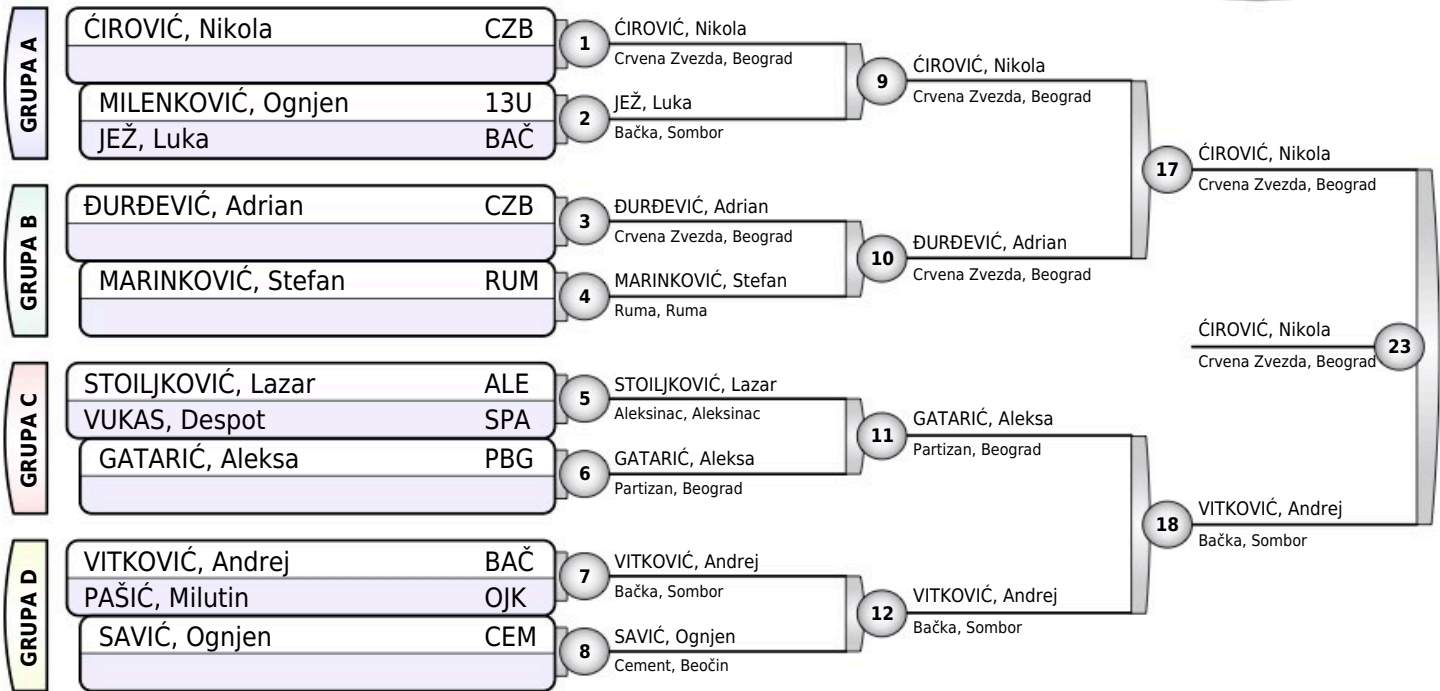 GRUPA A
ĆIROVIĆ, Nikola CZB
MILENKOVIĆ, Ognjen 13U
JEŽ, Luka BAČ
GRUPA B
ĐURĐEVIĆ, Adrian CZB
MARINKOVIĆ, Stefan RUM
GRUPA C
STOILJKOVIĆ, Lazar ALE
VUKAS, Despot SPA
GATARIĆ, Aleksa PBG
GRUPA D
VITKOVIĆ, Andrej BAČ
PAŠIĆ, Milutin OJK
SAVIĆ, Ognjen CEM
1
ĆIROVIĆ, Nikola
Crvena Zvezda, Beograd
2
JEŽ, Luka
Bačka, Sombor
3
ĐURĐEVIĆ, Adrian
Crvena Zvezda, Beograd
4
MARINKOVIĆ, Stefan
Ruma, Ruma
5
STOILJKOVIĆ, Lazar
Aleksinac, Aleksinac
6
GATARIĆ, Aleksa
Partizan, Beograd
7
VITKOVIĆ, Andrej
Bačka, Sombor
8
SAVIĆ, Ognjen
Cement, Beočin
9
ĆIROVIĆ, Nikola
Crvena Zvezda, Beograd
10
ĐURĐEVIĆ, Adrian
Crvena Zvezda, Beograd
11
GATARIĆ, Aleksa
Partizan, Beograd
12
VITKOVIĆ, Andrej
Bačka, Sombor
17
ĆIROVIĆ, Nikola
Crvena Zvezda, Beograd
18
VITKOVIĆ, Andrej
Bačka, Sombor
ĆIROVIĆ, Nikola
Crvena Zvezda, Beograd
23